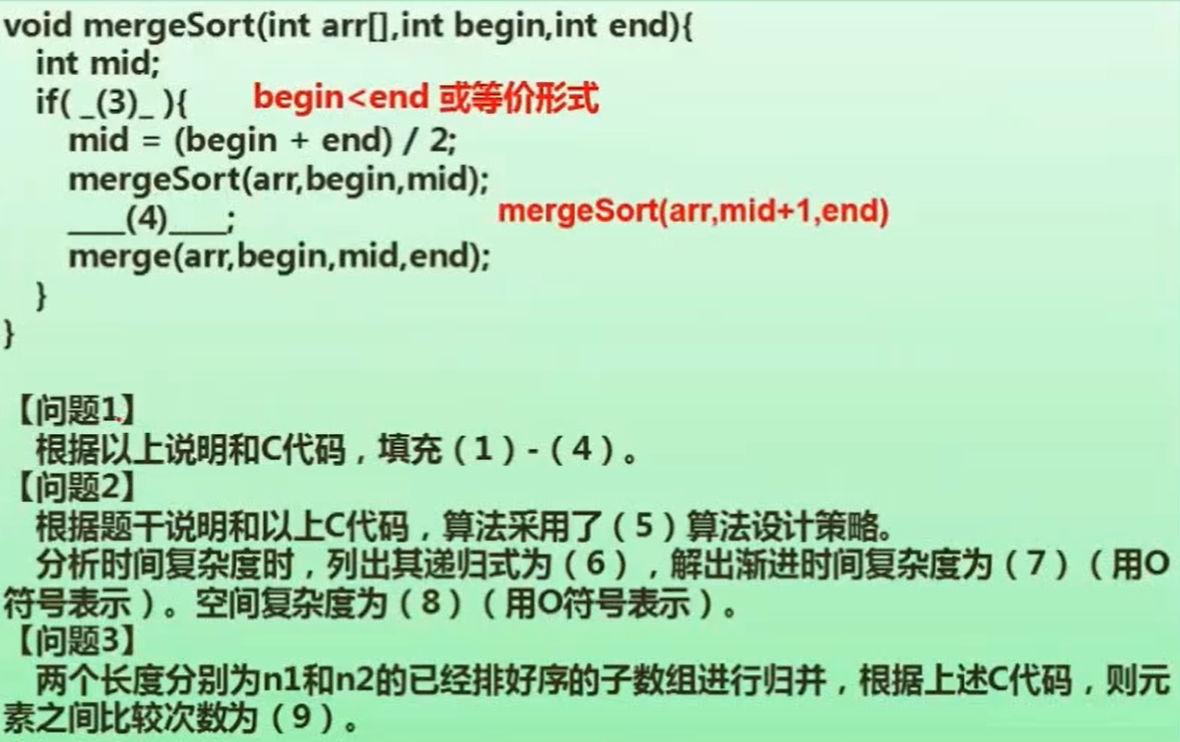 void mergeSort(int arr[],int begin,int end){
int mid;
if( _(3)_ ){ begin<end 或等价形式
mid = (begin + end) / 2;
mergeSort(arr,begin,mid);
____(4)____; mergeSort(arr,mid+1,end)
merge(arr,begin,mid,end);
}
}
【问题1】
根据以上说明和C代码，填充（1）-（4）。
【问题2】
根据题干说明和以上C代码，算法采用了（5）算法设计策略。
分析时间复杂度时，列出其递归式为（6），解出渐进时间复杂度为（7）（用O
符号表示）。空间复杂度为（8）（用O符号表示）。
【问题3】
两个长度分别为n1和n2的已经排好序的子数组进行归并，根据上述C代码，则元
素之间比较次数为（9）。